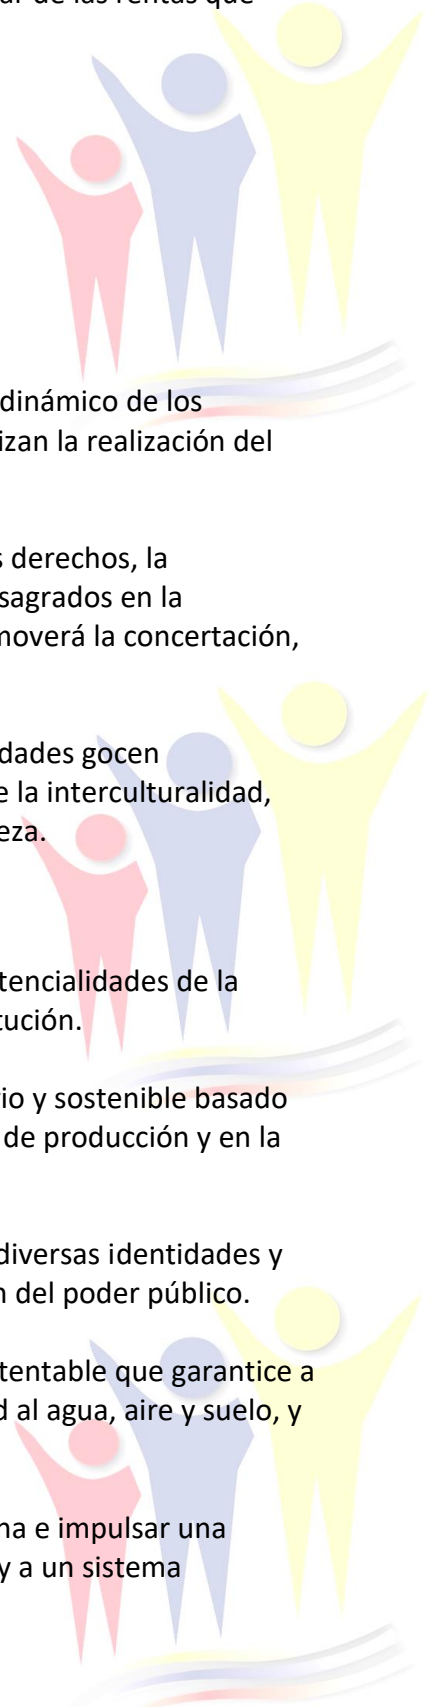 ar de las rentas que
dinámico de los
izan la realización del
s derechos, la
sagrados en la
moverá la concertación,
dades gocen
e la interculturalidad,
eza.
tencialidades de la
tución.
io y sostenible basado
de producción y en la
diversas identidades y
n del poder público.
tentable que garantice a
d al agua, aire y suelo, y
na e impulsar una
y a un sistema